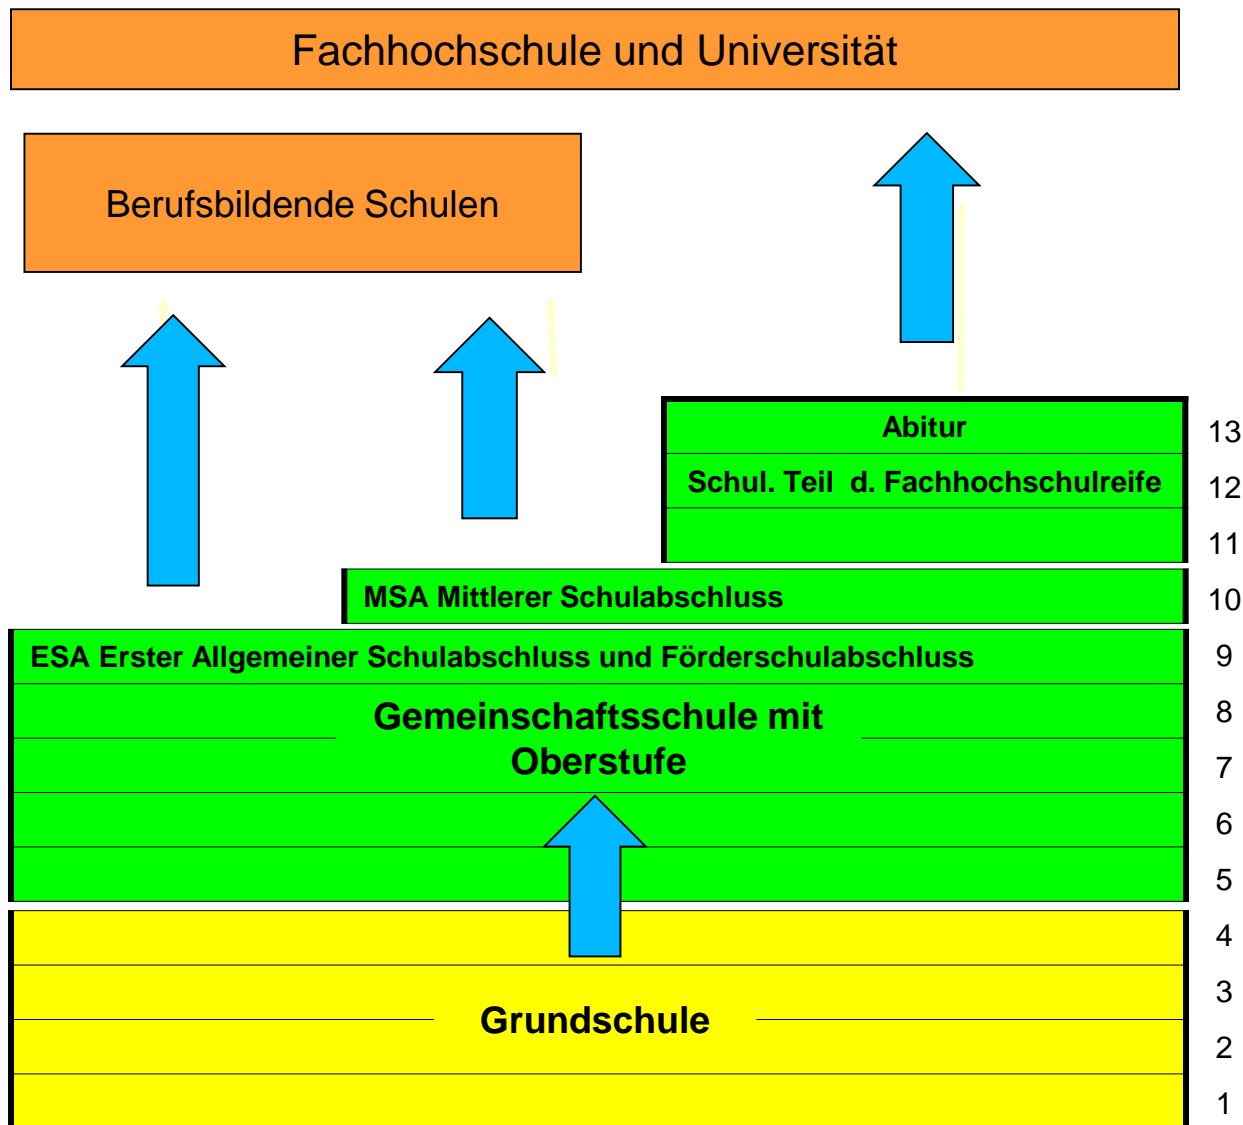 Fachhochschule und Universität
Berufsbildende Schulen
Abitur 13
Schul. Teil d. Fachhochschulreife 12
11
MSA Mittlerer Schulabschluss 10
ESA Erster Allgemeiner Schulabschluss und Förderschulabschluss 9
Gemeinschaftsschule mit 8
Oberstufe 7
6
5
4
3
Grundschule
2
1